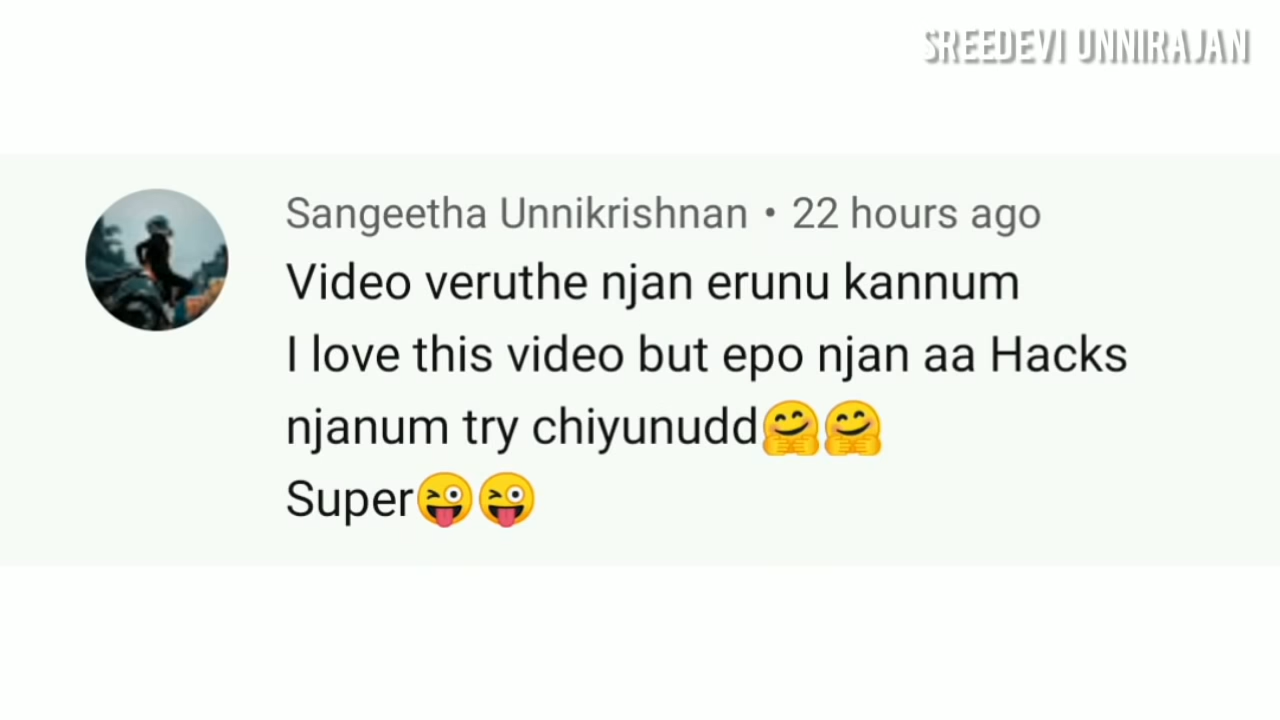 SREEDEVI UNNIRAJAN
Sangeetha Unnikrishnan • 22 hours ago
Video veruthe njan erunu kannum
I love this video but epo njan aa Hacks
njanum try chiyunudd🤗🤗
Super😜😜